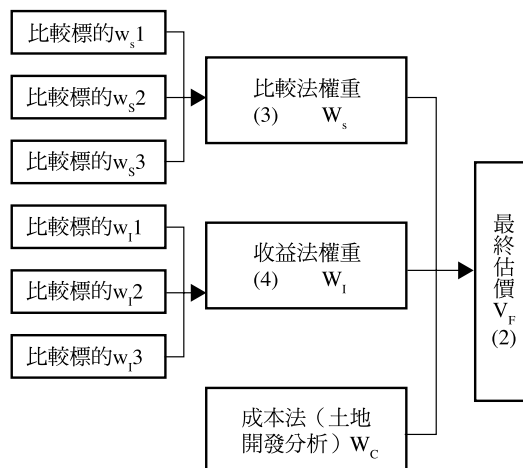 比較標的ws1
比較標的wS2
比較標的wS3
比較標的wI1
比較標的wI2
比較標的wI3
比較法權重
(3) Ws
收益法權重
(4) WI
成本法（土地
開發分析）WC
最終估價
VF
(2)